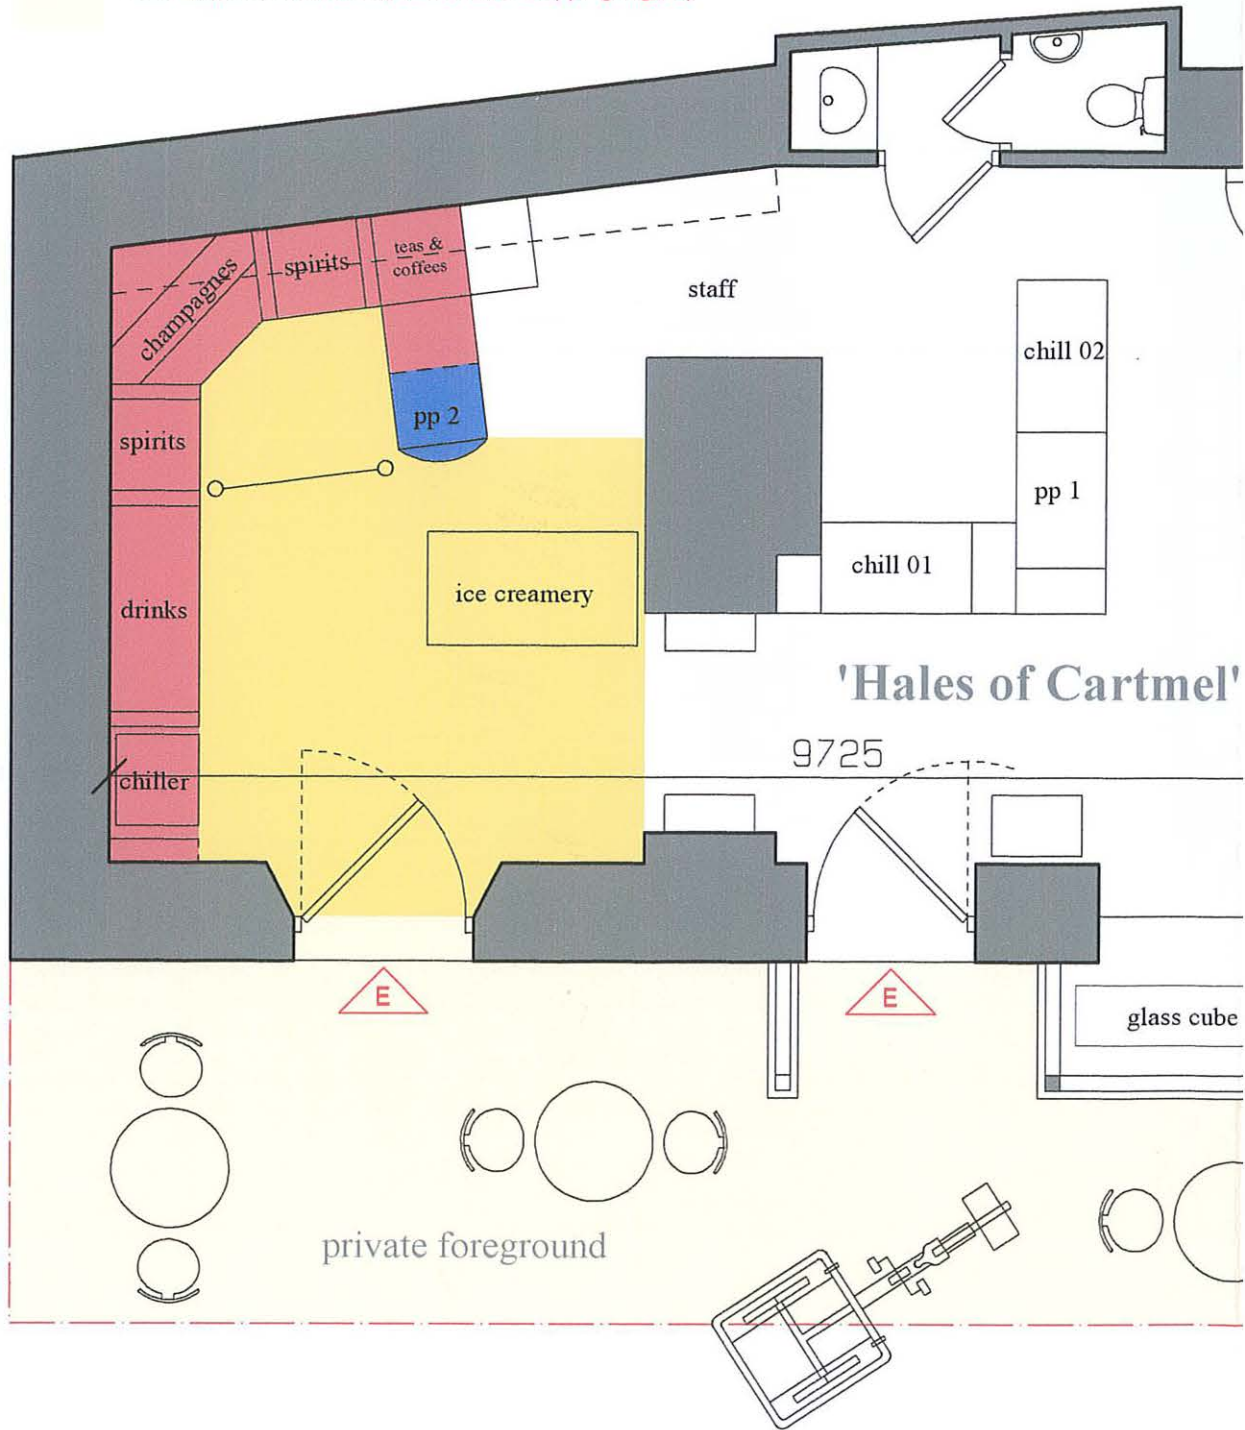 teas &
coffees
spirits
champagnes
staff
chill 02
pp 2
spirits
pp 1
chill 01
ice creamery
drinks
'Hales of Cartmel'
9725
chiller
E
E
glass cube
private foreground